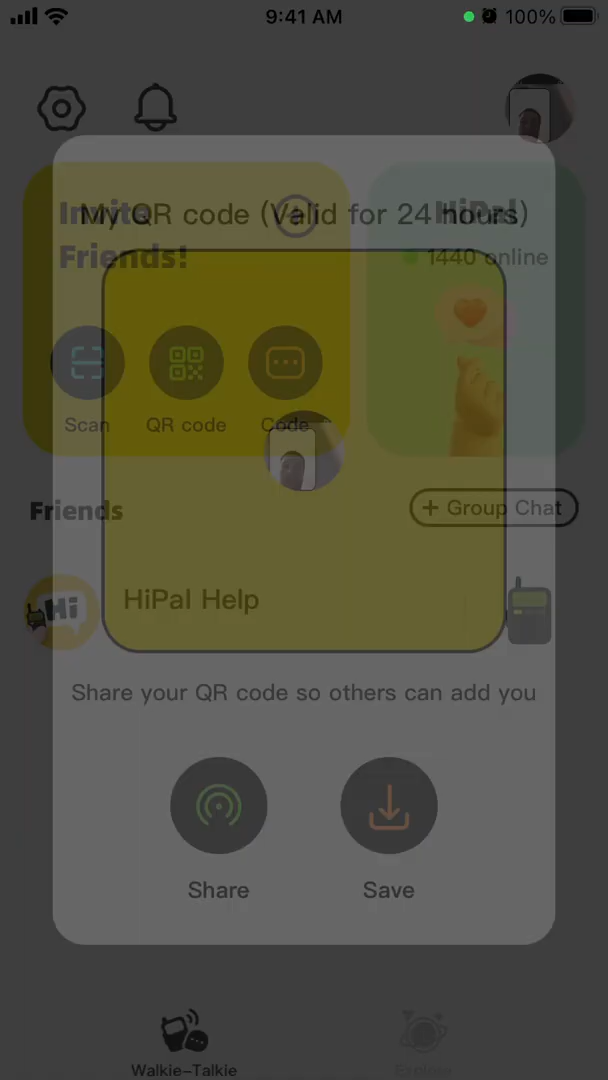 9:41 AM
100%
Invite
Friends!
My QR code (Valid for 24 hours)
HiPal
1440 online
Scan
QR code
Code
Friends
+ Group Chat
Hi
HiPal Help
Share your QR code so others can add you
Share
Save
Walkie-Talkie
Explore